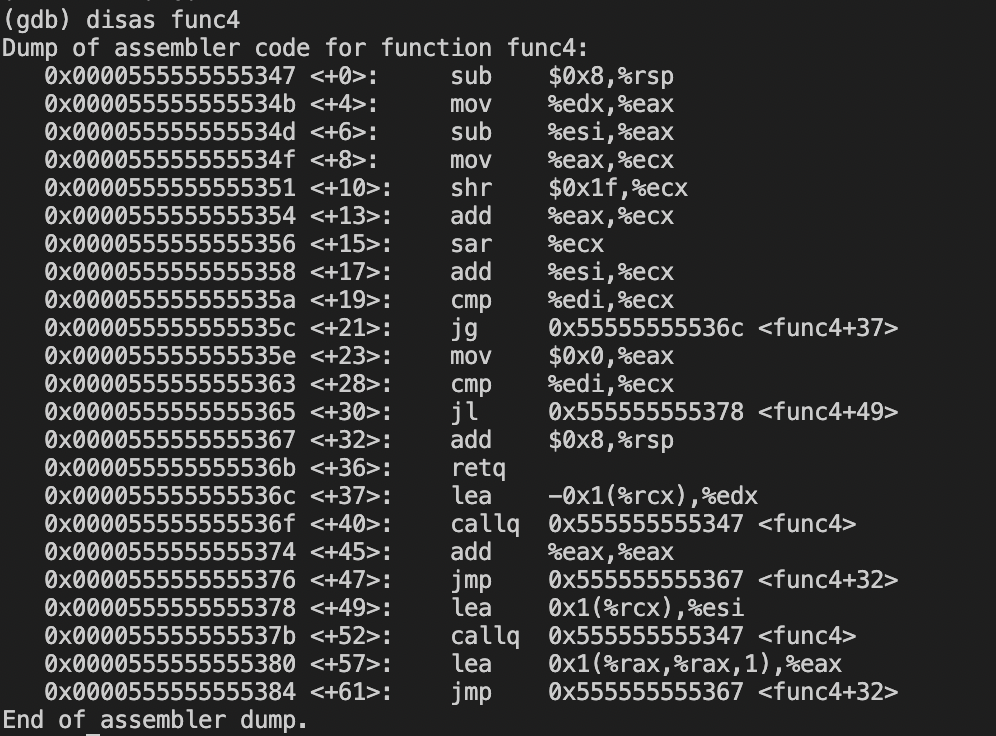 (gdb) disas func4
Dump of assembler code for function func4:
   0x0000555555555347 <+0>:     sub    $0x8,%rsp
   0x000055555555534b <+4>:     mov    %edx,%eax
   0x000055555555534d <+6>:     sub    %esi,%eax
   0x000055555555534f <+8>:     mov    %eax,%ecx
   0x0000555555555351 <+10>:    shr    $0x1f,%ecx
   0x0000555555555354 <+13>:    add    %eax,%ecx
   0x0000555555555356 <+15>:    sar    %ecx
   0x0000555555555358 <+17>:    add    %esi,%ecx
   0x000055555555535a <+19>:    cmp    %edi,%ecx
   0x000055555555535c <+21>:    jg     0x55555555536c <func4+37>
   0x000055555555535e <+23>:    mov    $0x0,%eax
   0x0000555555555363 <+28>:    cmp    %edi,%ecx
   0x0000555555555365 <+30>:    jl     0x555555555378 <func4+49>
   0x0000555555555367 <+32>:    add    $0x8,%rsp
   0x000055555555536b <+36>:    retq
   0x000055555555536c <+37>:    lea    -0x1(%rcx),%edx
   0x000055555555536f <+40>:    callq  0x555555555347 <func4>
   0x0000555555555374 <+45>:    add    %eax,%eax
   0x0000555555555376 <+47>:    jmp    0x555555555367 <func4+32>
   0x0000555555555378 <+49>:    lea    0x1(%rcx),%esi
   0x000055555555537b <+52>:    callq  0x555555555347 <func4>
   0x0000555555555380 <+57>:    lea    0x1(%rax,%rax,1),%eax
   0x0000555555555384 <+61>:    jmp    0x555555555367 <func4+32>
End of assembler dump.